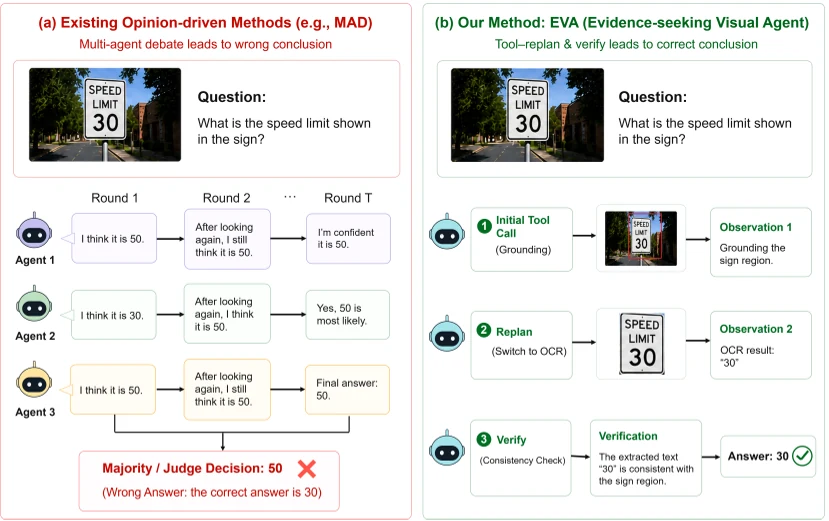 (a) Existing Opinion-driven Methods (e.g., MAD)
Multi-agent debate leads to wrong conclusion
SPEED
LIMIT
30
Question:
What is the speed limit shown
in the sign?
Round 1
Round 2
...
Round T
Agent 1
I think it is 50.
After looking
again, I still
think it is 50.
I'm confident
it is 50.
Agent 2
I think it is 30.
After looking
again, I think
it is 50.
Yes, 50 is
most likely.
Agent 3
I think it is 50.
After looking
again, I still
think it is 50.
Final answer:
50.
Majority / Judge Decision: 50
(Wrong Answer: the correct answer is 30)
(b) Our Method: EVA (Evidence-seeking Visual Agent)
Tool–replan & verify leads to correct conclusion
SPEED
LIMIT
30
Question:
What is the speed limit shown
in the sign?
1 Initial Tool
Call
(Grounding)
SPEED
LIMIT
30
Observation 1
Grounding the
sign region.
2 Replan
(Switch to OCR)
SPEED
LIMIT
30
Observation 2
OCR result:
“30”
3 Verify
(Consistency Check)
Verification
The extracted text
“30” is consistent with
the sign region.
Answer: 30